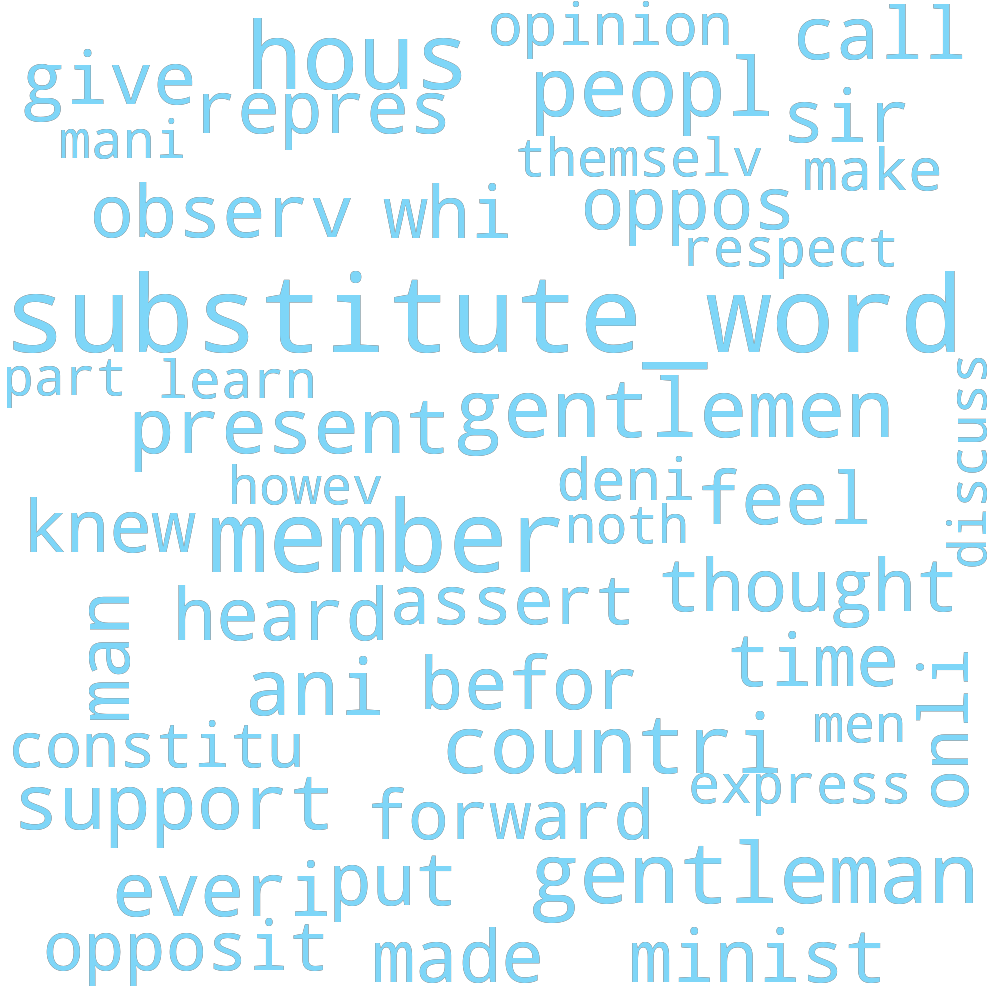 opinion call
hous
give peopl
repres sir
mani themselv make
observ whi oppos
respect
substitute_word
part learn discuss
present gentlemen
howev deni feel
knew member noth
heard assert thought
man ani befor time onli
constitu countri men
support forward express
everi put gentleman
opposit made minist